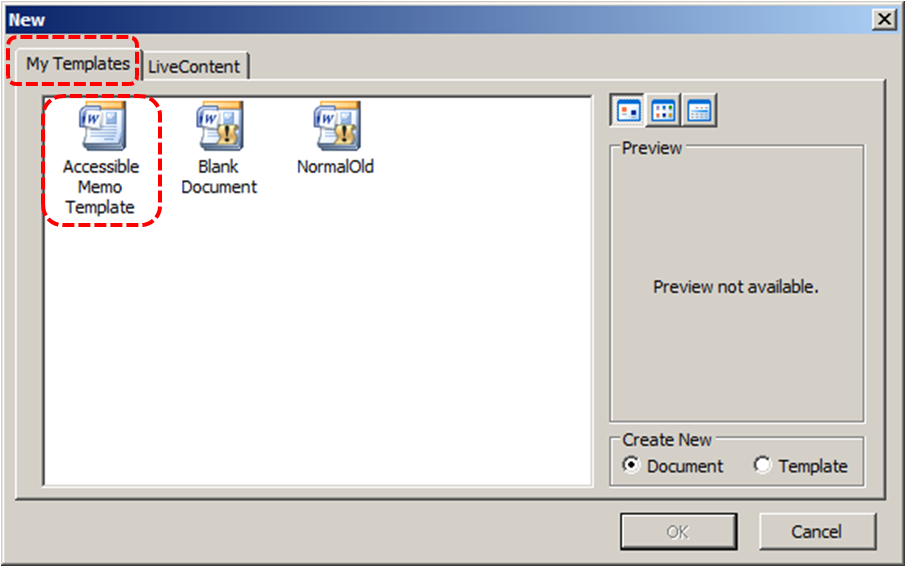 New
My Templates
LiveContent
Accessible
Memo
Template
Blank
Document
NormalOld
Preview
Preview not available.
Create New
Document
Template
OK
Cancel